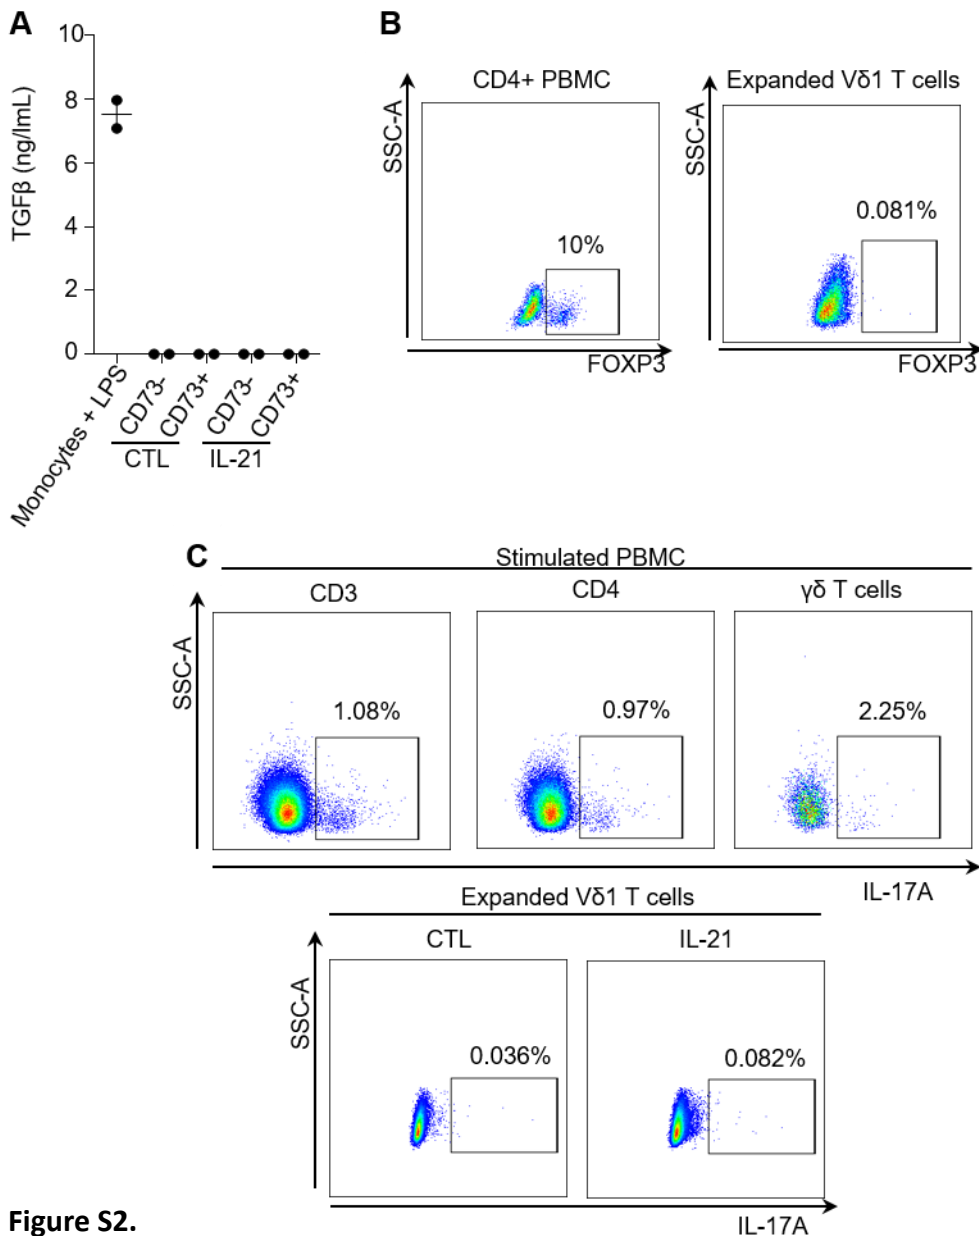 A
10
8
6
4
2
0
TGFβ (ng/lmL)
Monocytes + LPS
CD73-
CD73+
CD73-
CD73+
CTL
IL-21
B
CD4+ PBMC
SSC-A
10%
FOXP3
Expanded Vδ1 T cells
SSC-A
0.081%
FOXP3
C
Stimulated PBMC
CD3
CD4
γδ T cells
SSC-A
1.08%
0.97%
2.25%
IL-17A
Expanded Vδ1 T cells
CTL
IL-21
SSC-A
0.036%
0.082%
IL-17A
Figure S2.